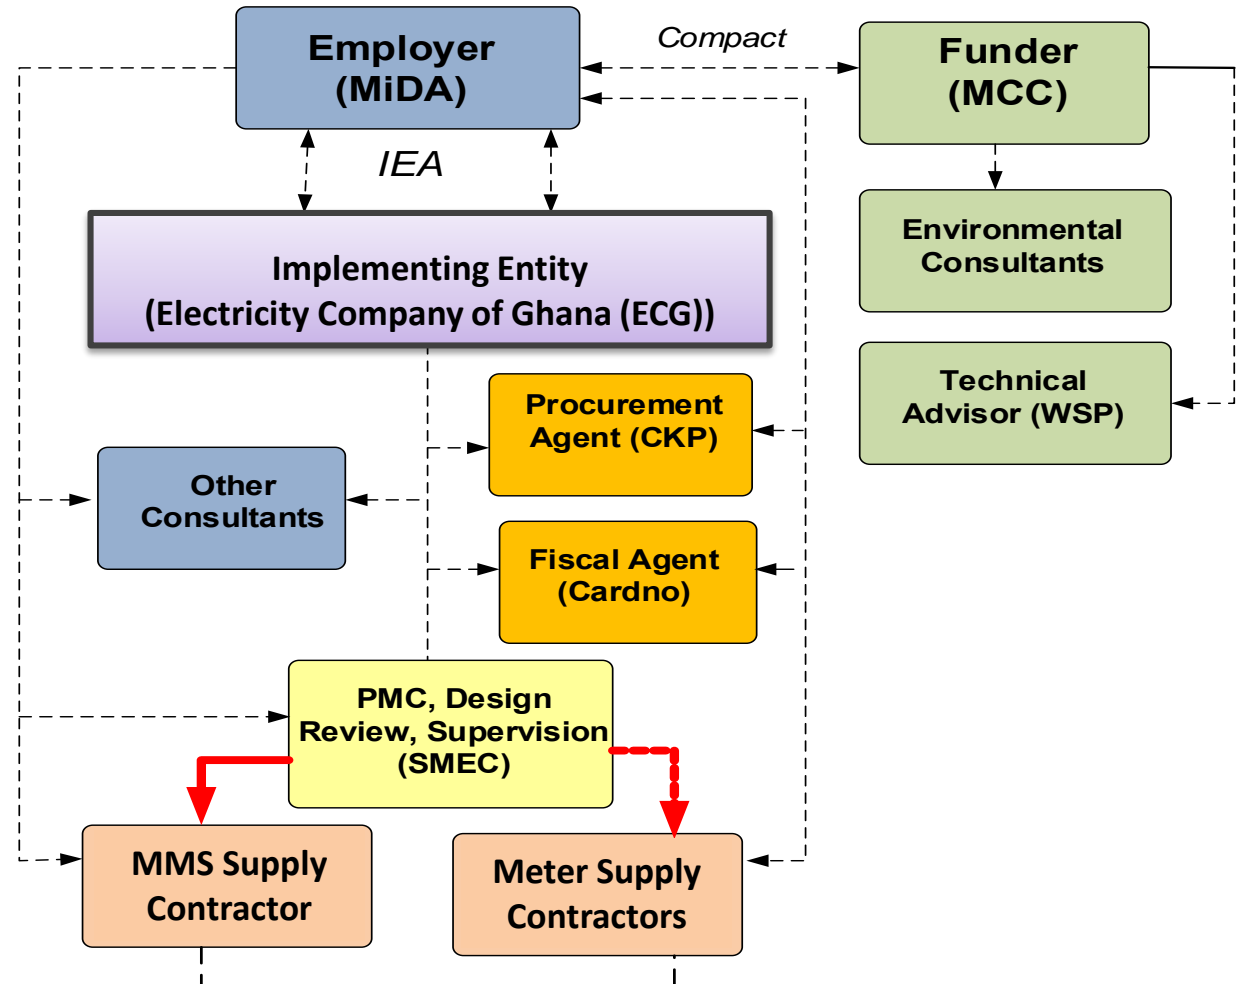 Employer
(MiDA)
Compact
Funder
(MCC)
IEA
Implementing Entity
(Electricity Company of Ghana (ECG))
Environmental
Consultants
Procurement
Agent (CKP)
Technical
Advisor (WSP)
Other
Consultants
Fiscal Agent
(Cardno)
PMC, Design
Review, Supervision
(SMEC)
MMS Supply
Contractor
Meter Supply
Contractors